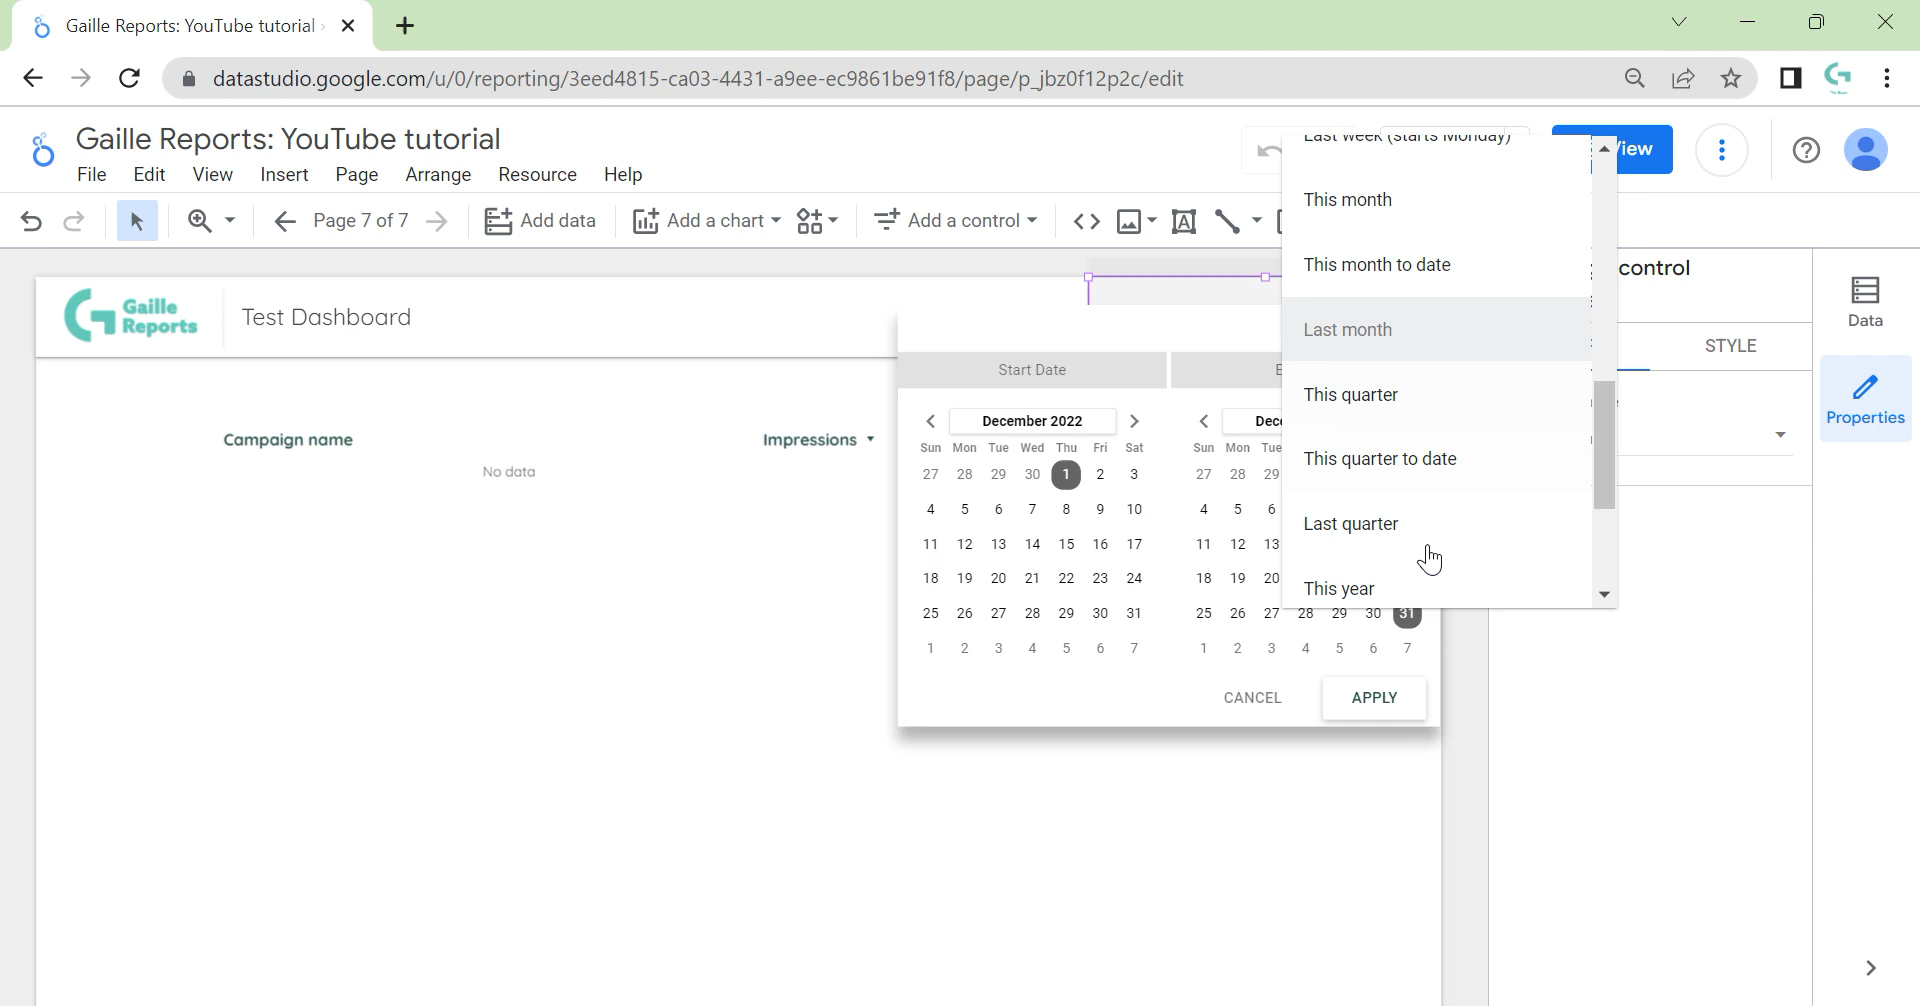 Gaille Reports: YouTube tutorial
datastudio.google.com/u/0/reporting/3eed4815-ca03-4431-a9ee-ec9861be91f8/page/p_jbz0f12p2c/edit
Gaille Reports: YouTube tutorial
File Edit View Insert Page Arrange Resource Help
View
Page 7 of 7 Add data Add a chart Add a control
Last week (starts Monday)
This month
This month to date
Last month
This quarter
This quarter to date
Last quarter
This year
control
STYLE
Data
Properties
Gaille Reports
Test Dashboard
Campaign name Impressions
No data
Start Date E
December 2022 Dec
Sun Mon Tue Wed Thu Fri Sat Sun Mon Tue
27 28 29 30 1 2 3 27 28 29
4 5 6 7 8 9 10 4 5 6
11 12 13 14 15 16 17 11 12 13
18 19 20 21 22 23 24 18 19 20
25 26 27 28 29 30 31 25 26 27 28 29 30 31
1 2 3 4 5 6 7 1 2 3 4 5 6 7
CANCEL APPLY